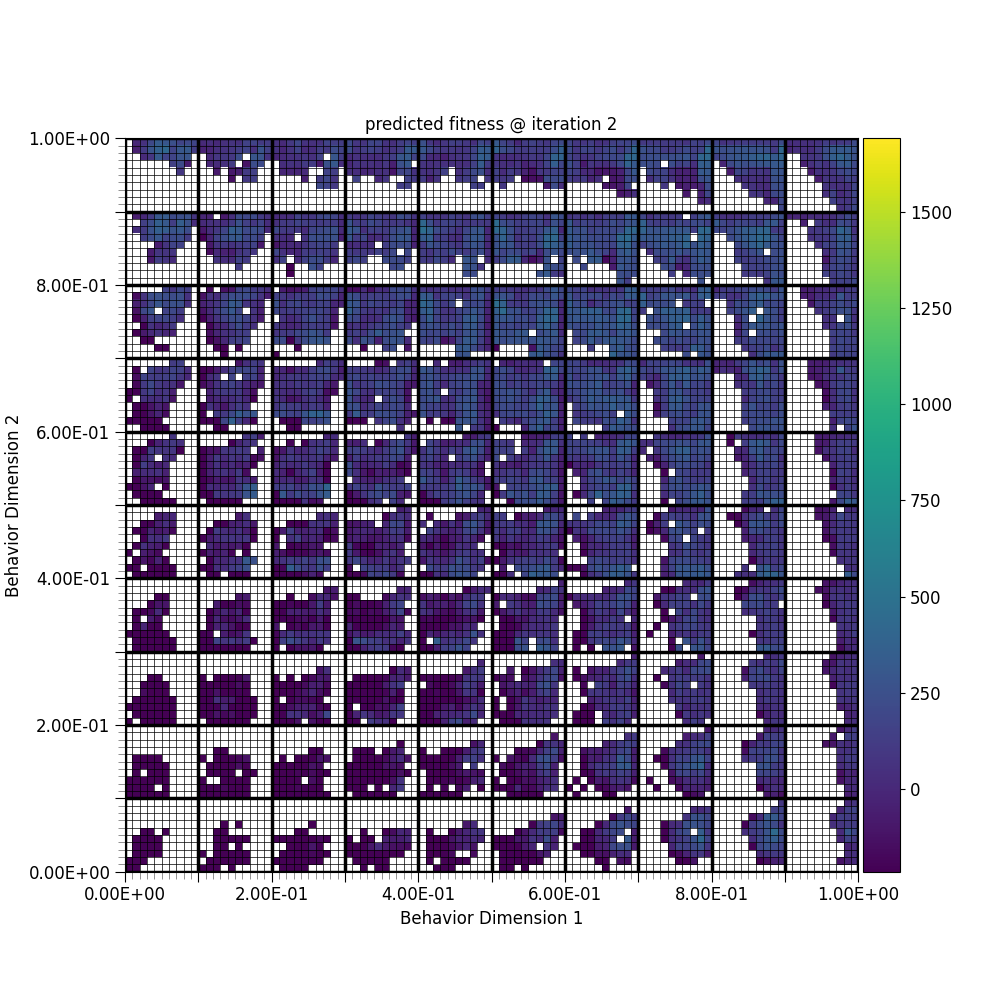 predicted fitness @ iteration 2
1.00E+00
8.00E-01
6.00E-01
4.00E-01
2.00E-01
0.00E+00
Behavior Dimension 2
0.00E+00 2.00E-01 4.00E-01 6.00E-01 8.00E-01 1.00E+00
Behavior Dimension 1
1500
1250
1000
750
500
250
0